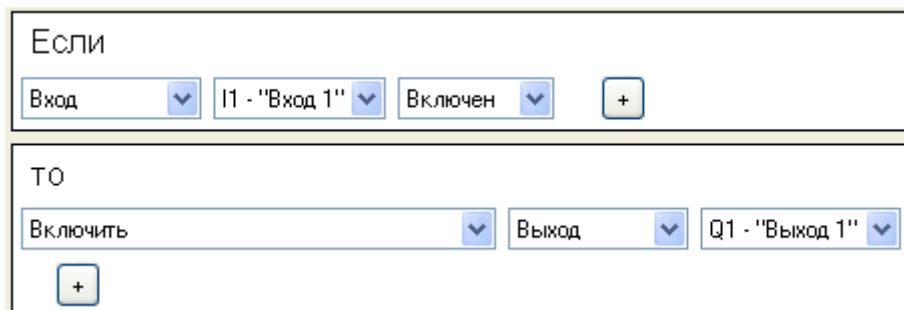 Если
Вход I1 - "Вход 1" Включен +
то
Включить Выход Q1 - "Выход 1"
+